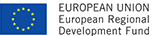 EUROPEAN UNION
European Regional
Development Fund